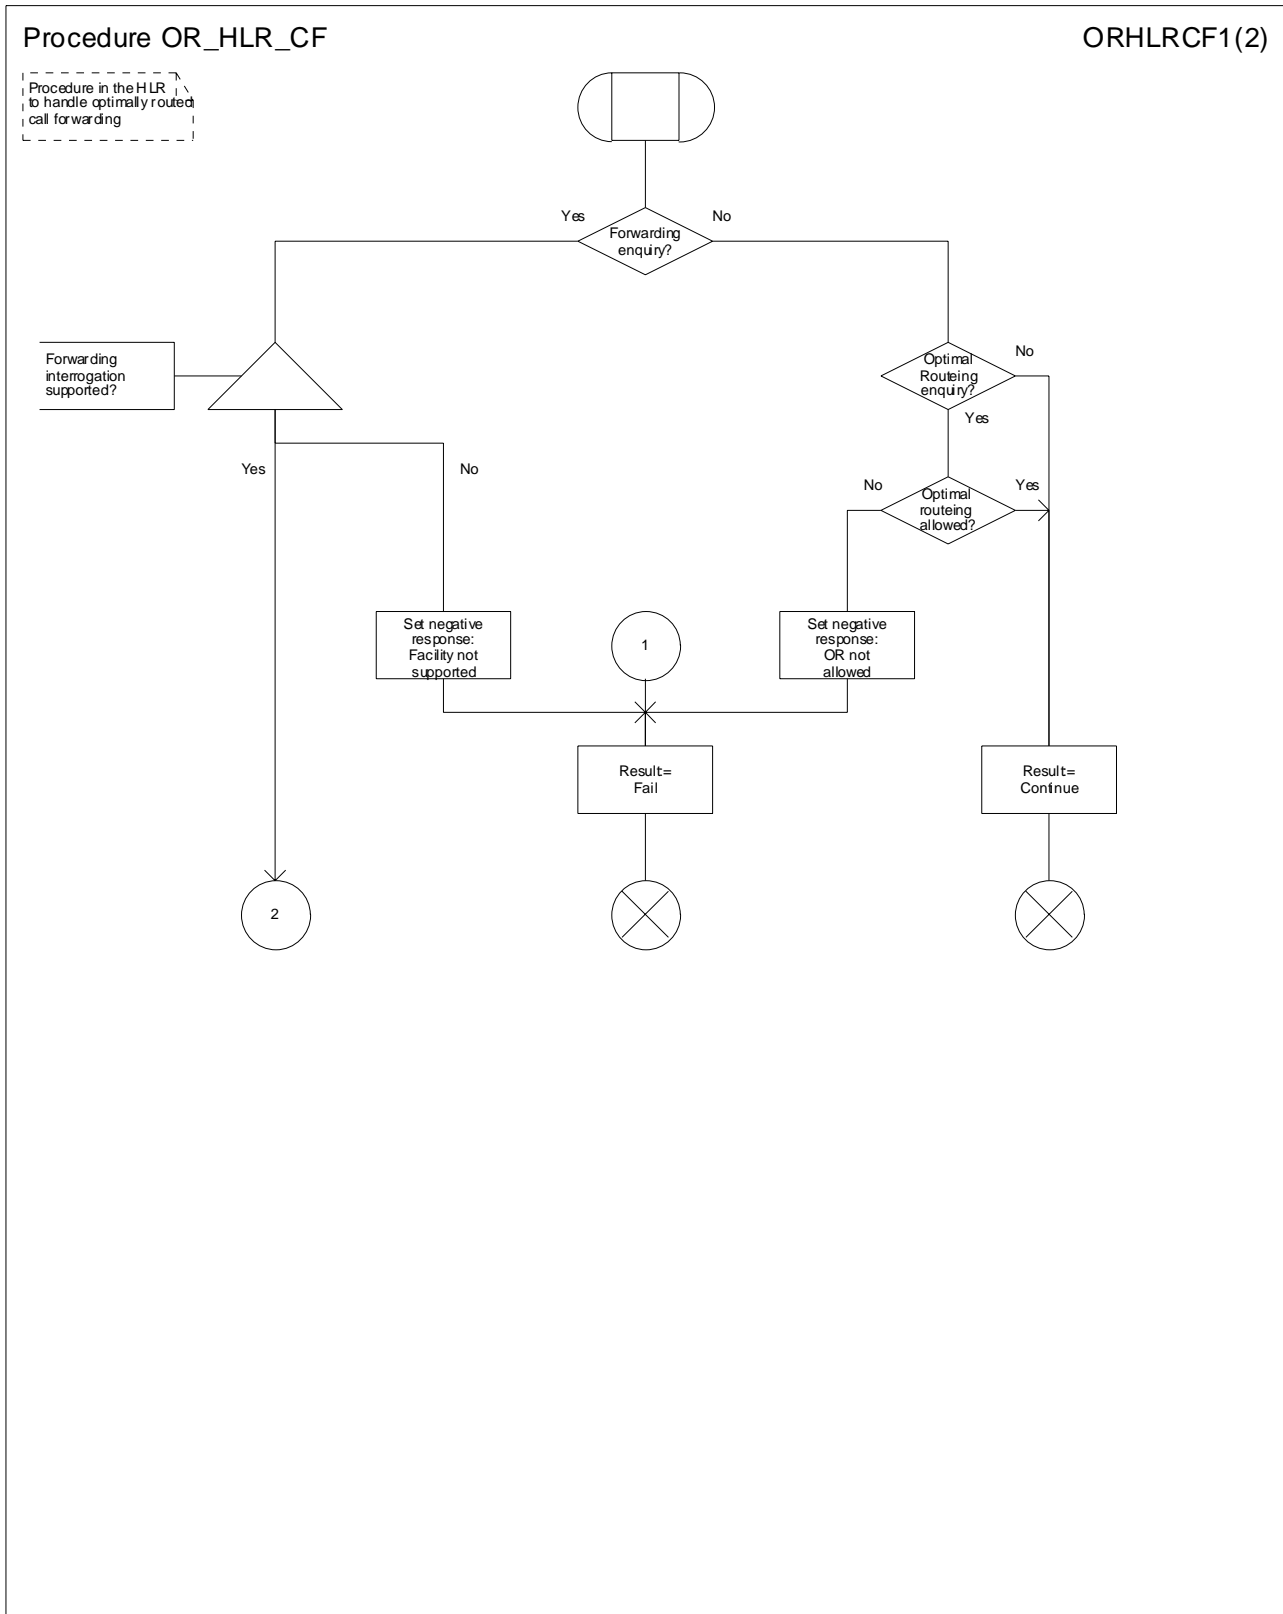 Procedure OR_HLR_CF
ORHLRCF1(2)
Procedure in the HLR
to handle optimally routed
call forwarding
Yes
No
Forwarding
enquiry?
Forwarding
interrogation
supported?
Optimal
Routeing
enquiry?
No
Yes
Yes
No
No
Yes
Optimal
routeing
allowed?
Set negative
response:
Facility not
supported
1
Set negative
response:
OR not
allowed
Result=
Fail
Result=
Continue
2